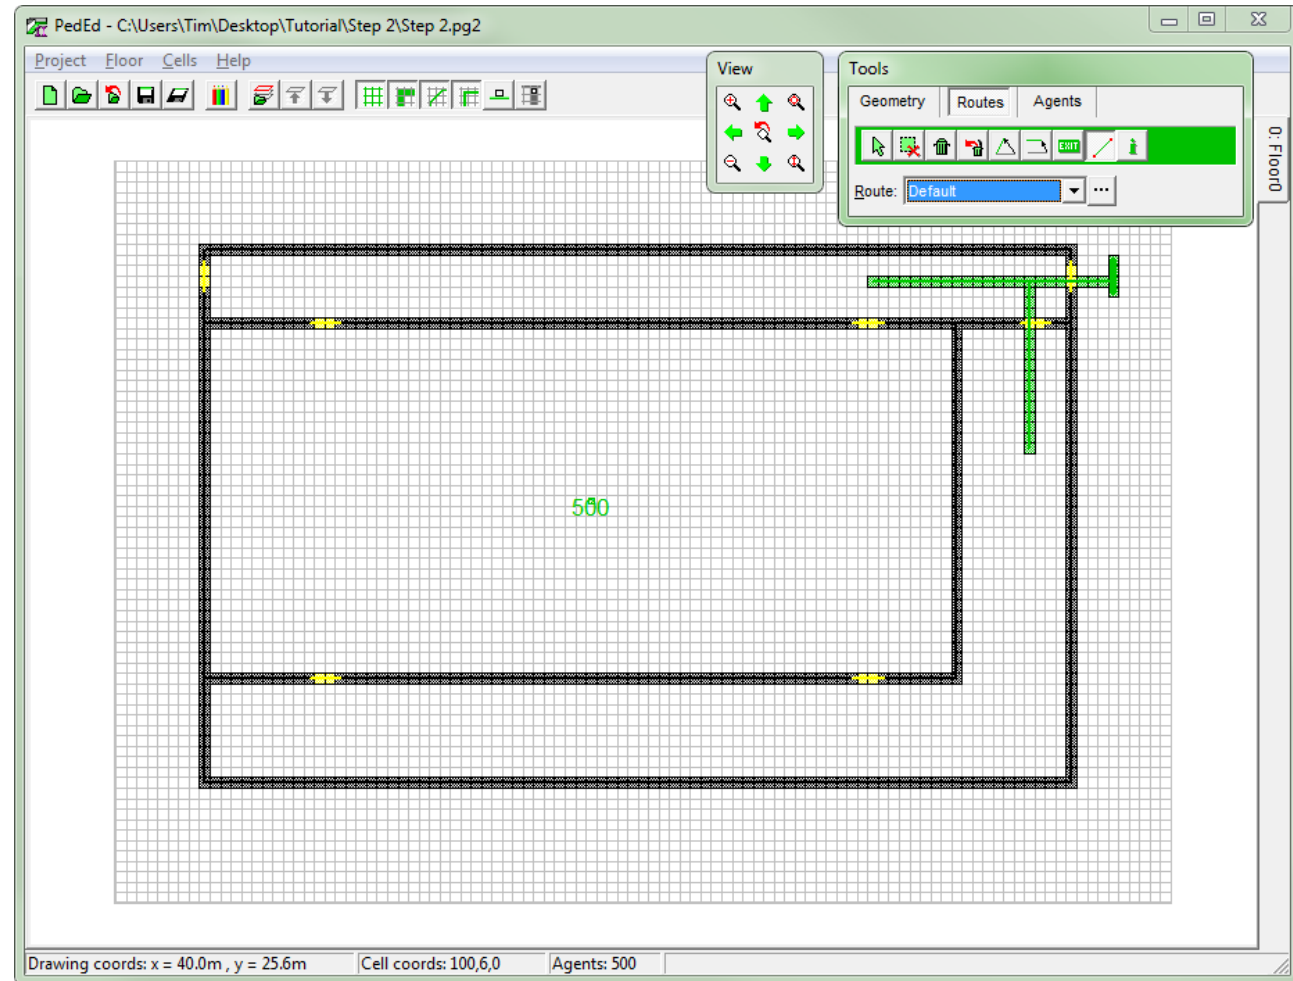 PedEd - C:\Users\Tim\Desktop\Tutorial\Step 2\Step 2.pg2
Project Floor Cells Help
View
Tools
Geometry Routes Agents
EXIT
Route: Default
0: Floor0
500
Drawing coords: x = 40.0m , y = 25.6m Cell coords: 100,6,0 Agents: 500